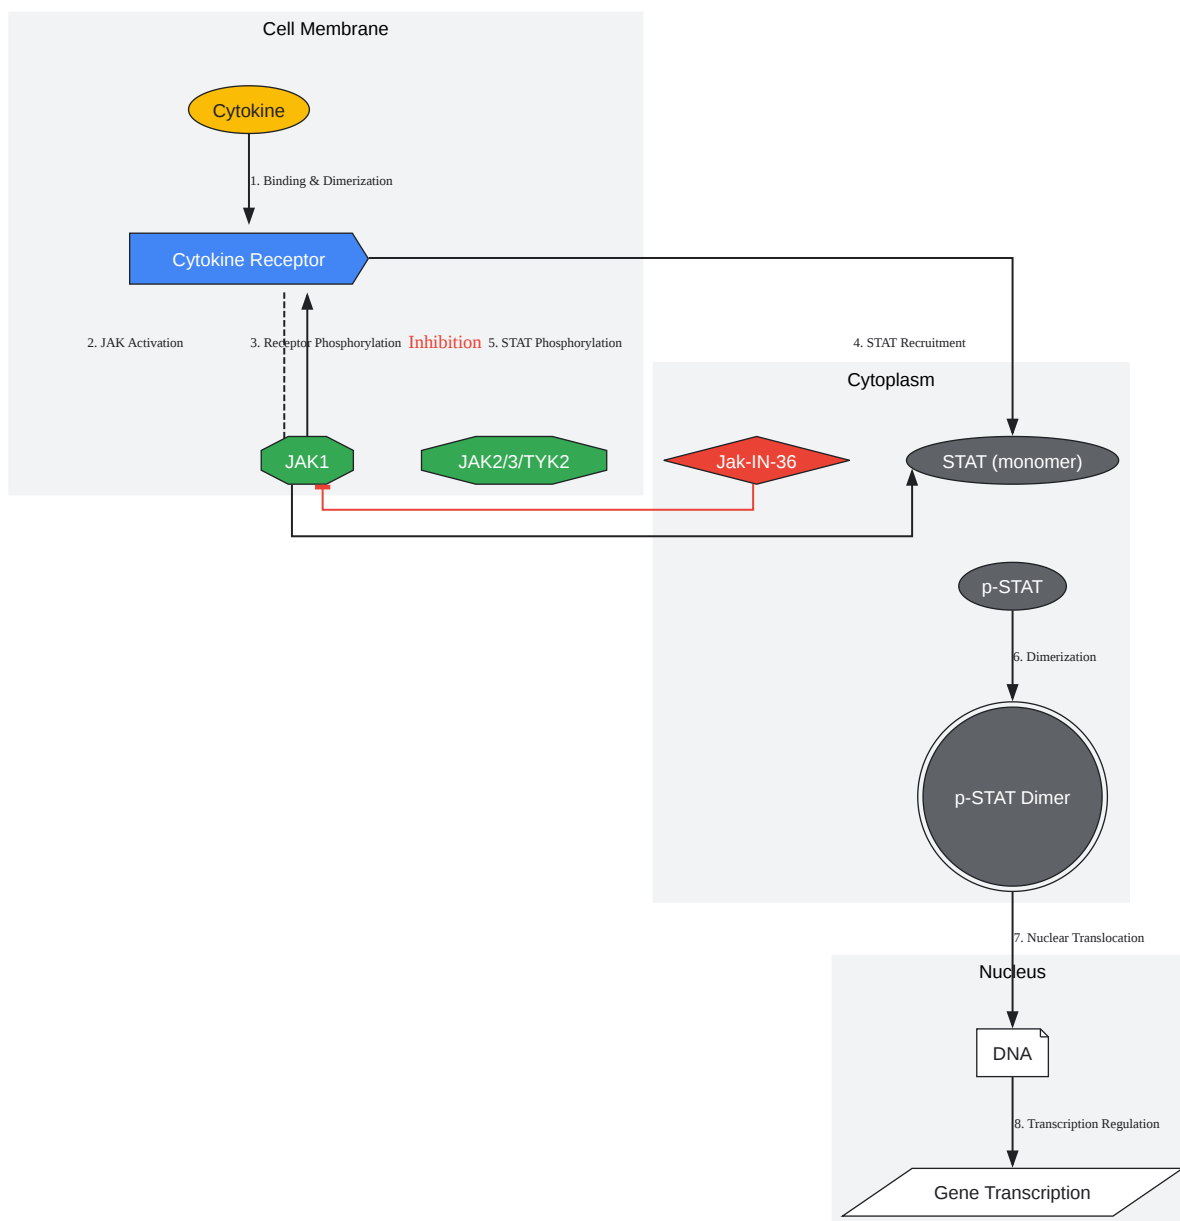 Cell Membrane
Cytokine
1. Binding & Dimerization
Cytokine Receptor
2. JAK Activation
3. Receptor Phosphorylation
Inhibition
5. STAT Phosphorylation
4. STAT Recruitment
Cytoplasm
JAK1
JAK2/3/TYK2
Jak-IN-36
STAT (monomer)
p-STAT
6. Dimerization
p-STAT Dimer
7. Nuclear Translocation
Nucleus
DNA
8. Transcription Regulation
Gene Transcription